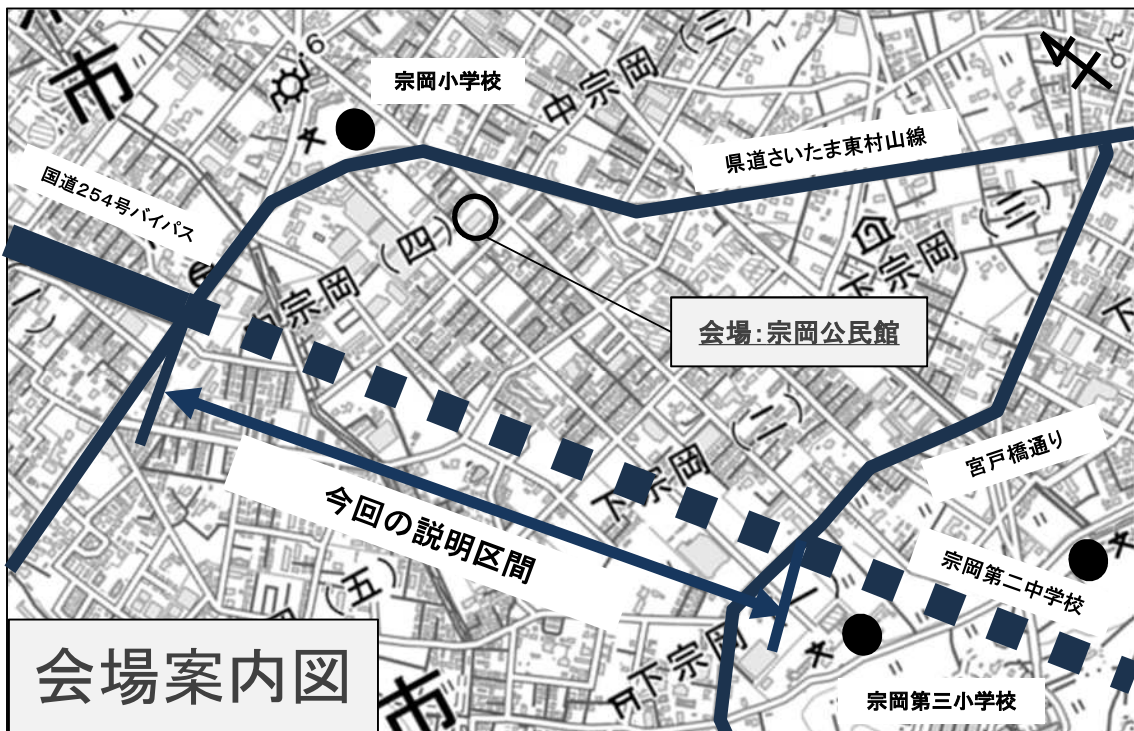 市
6
宗岡小学校
中宗岡(三)
県道さいたま東村山線
国道254号バイパス
宗岡(四)
下宗岡(三)
下
会場:宗岡公民館
下宗岡(二)
宮戸橋通り
今回の説明区間
宗岡第二中学校
(五)
下宗岡
宗岡第三小学校
会場案内図
市